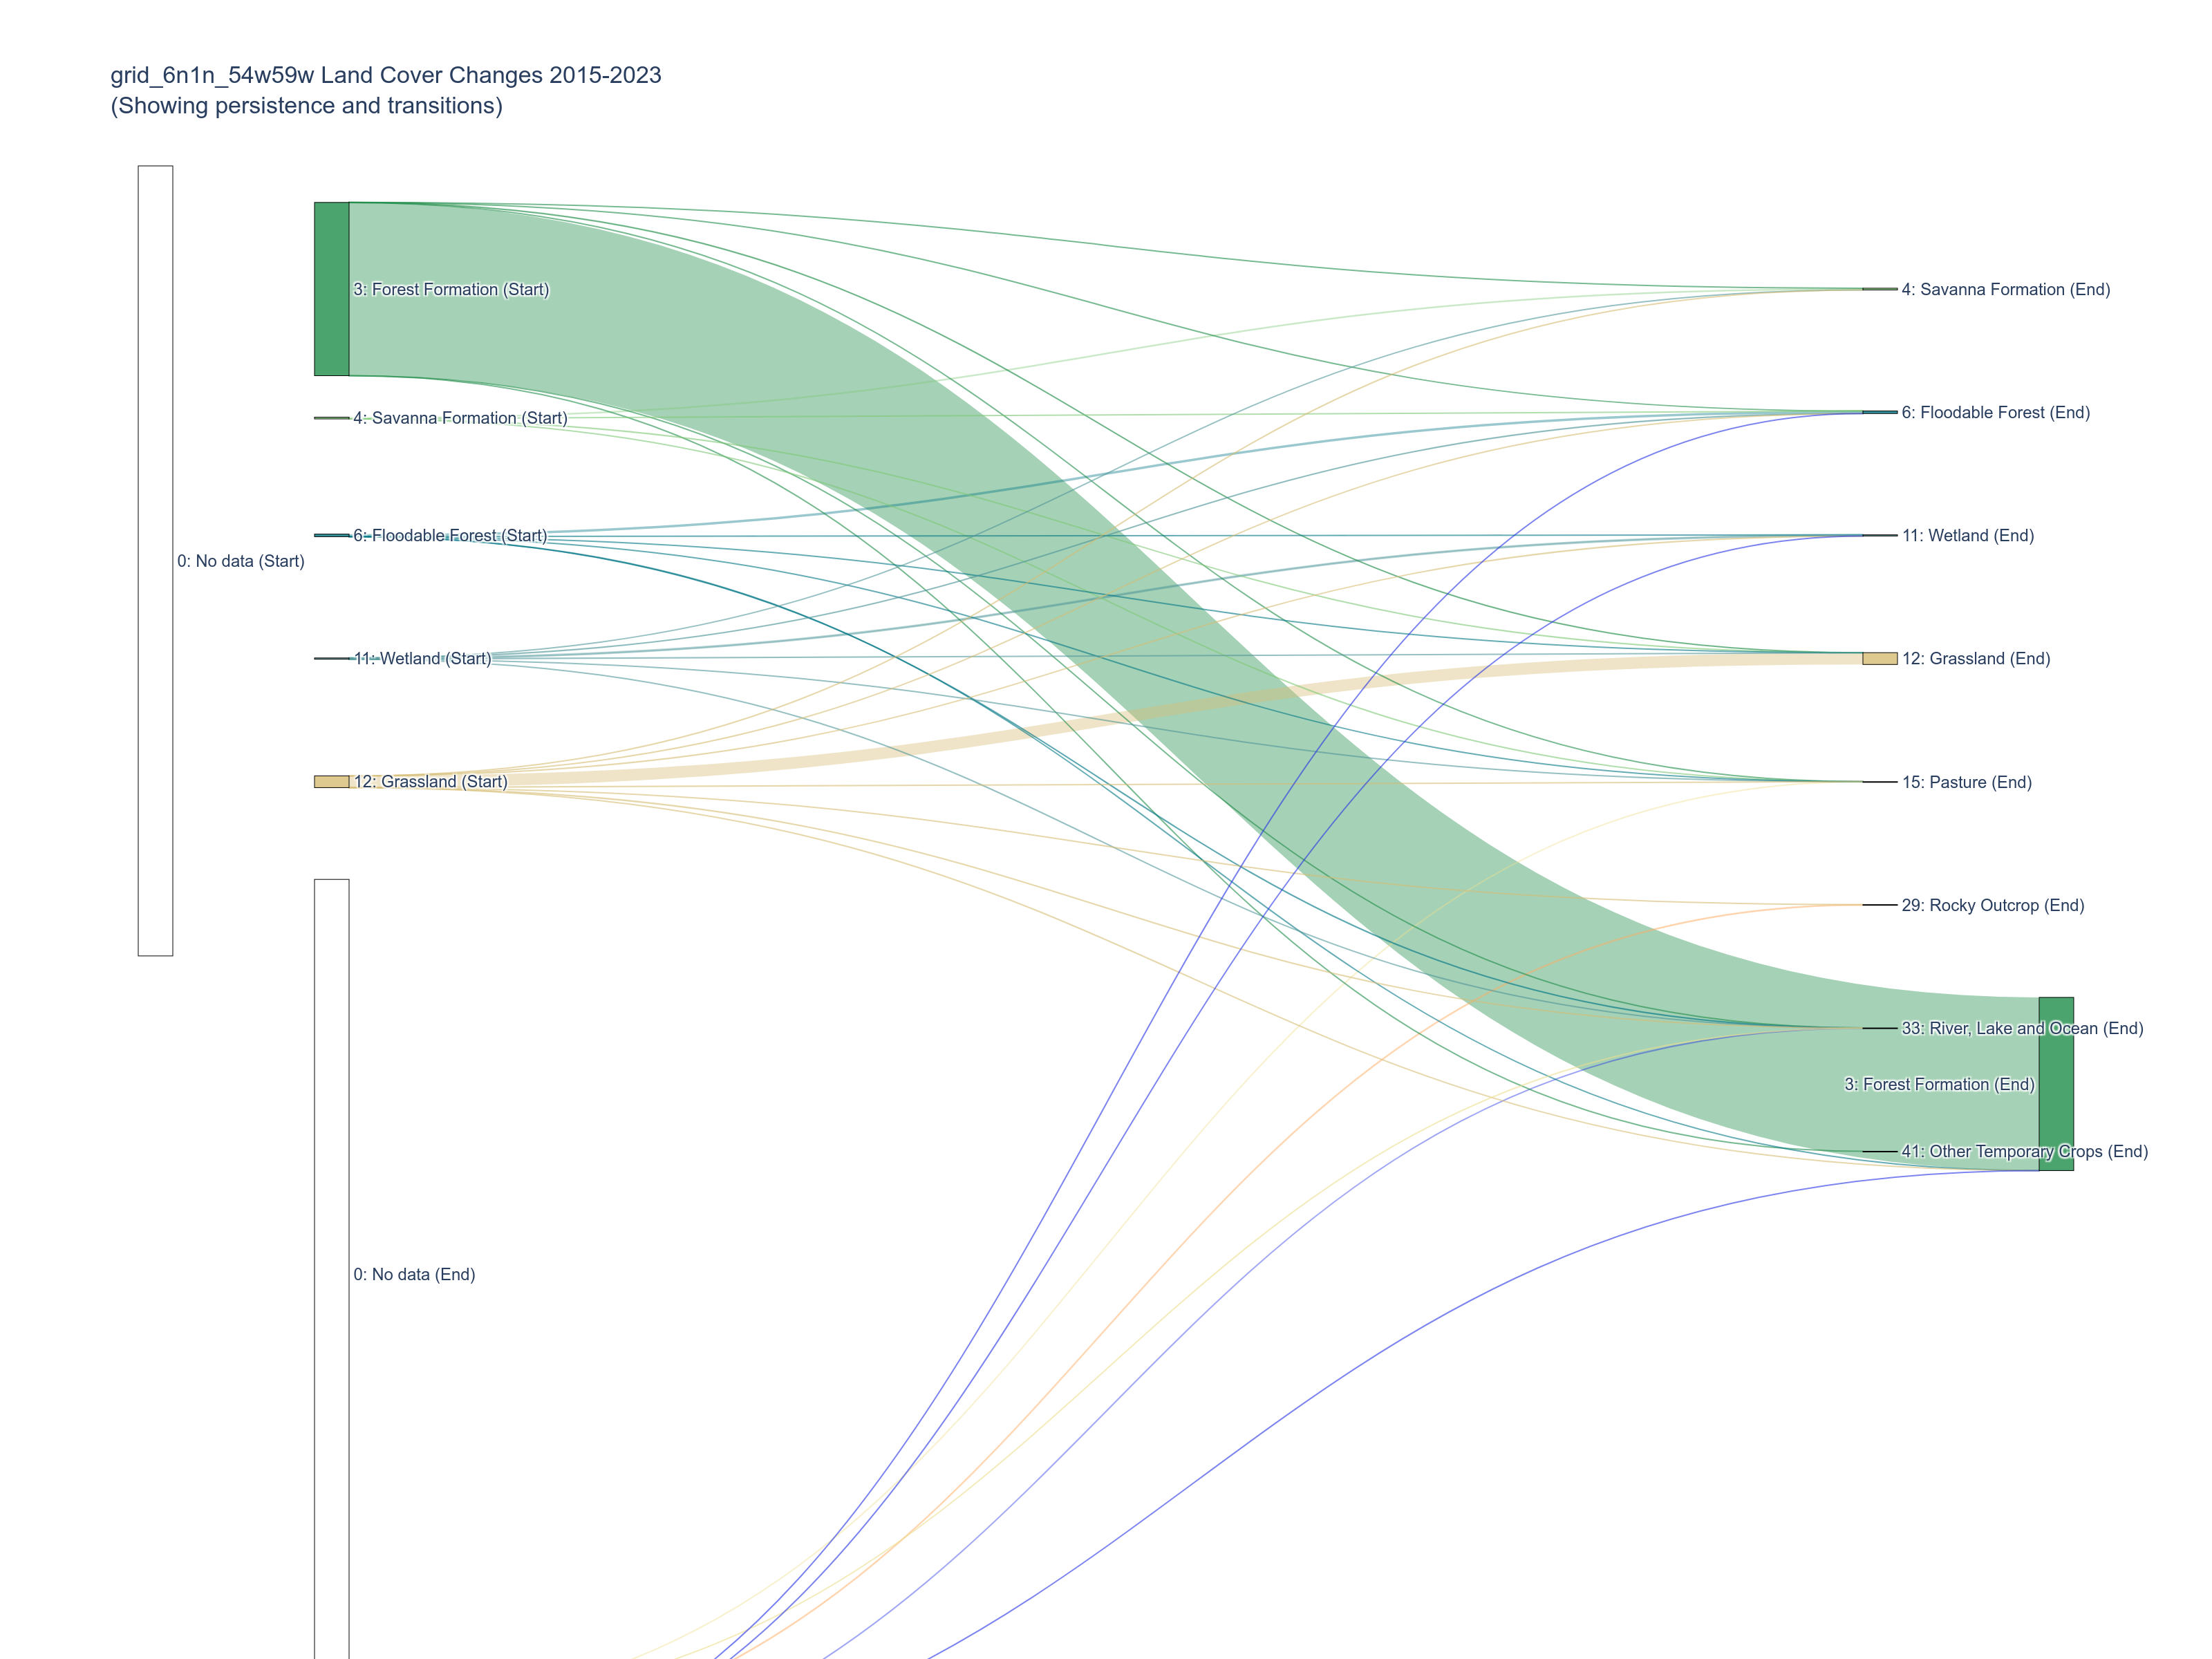 grid_6n1n_54w59w Land Cover Changes 2015-2023
(Showing persistence and transitions)
3: Forest Formation (Start)
4: Savanna Formation (End)
6: Floodable Forest (End)
4: Savanna Formation (Start)
6: Floodable Forest (Start)
11: Wetland (End)
0: No data (Start)
11: Wetland (Start)
12: Grassland (End)
12: Grassland (Start)
15: Pasture (End)
29: Rocky Outcrop (End)
33: River, Lake and Ocean (End)
3: Forest Formation (End)
41: Other Temporary Crops (End)
0: No data (End)